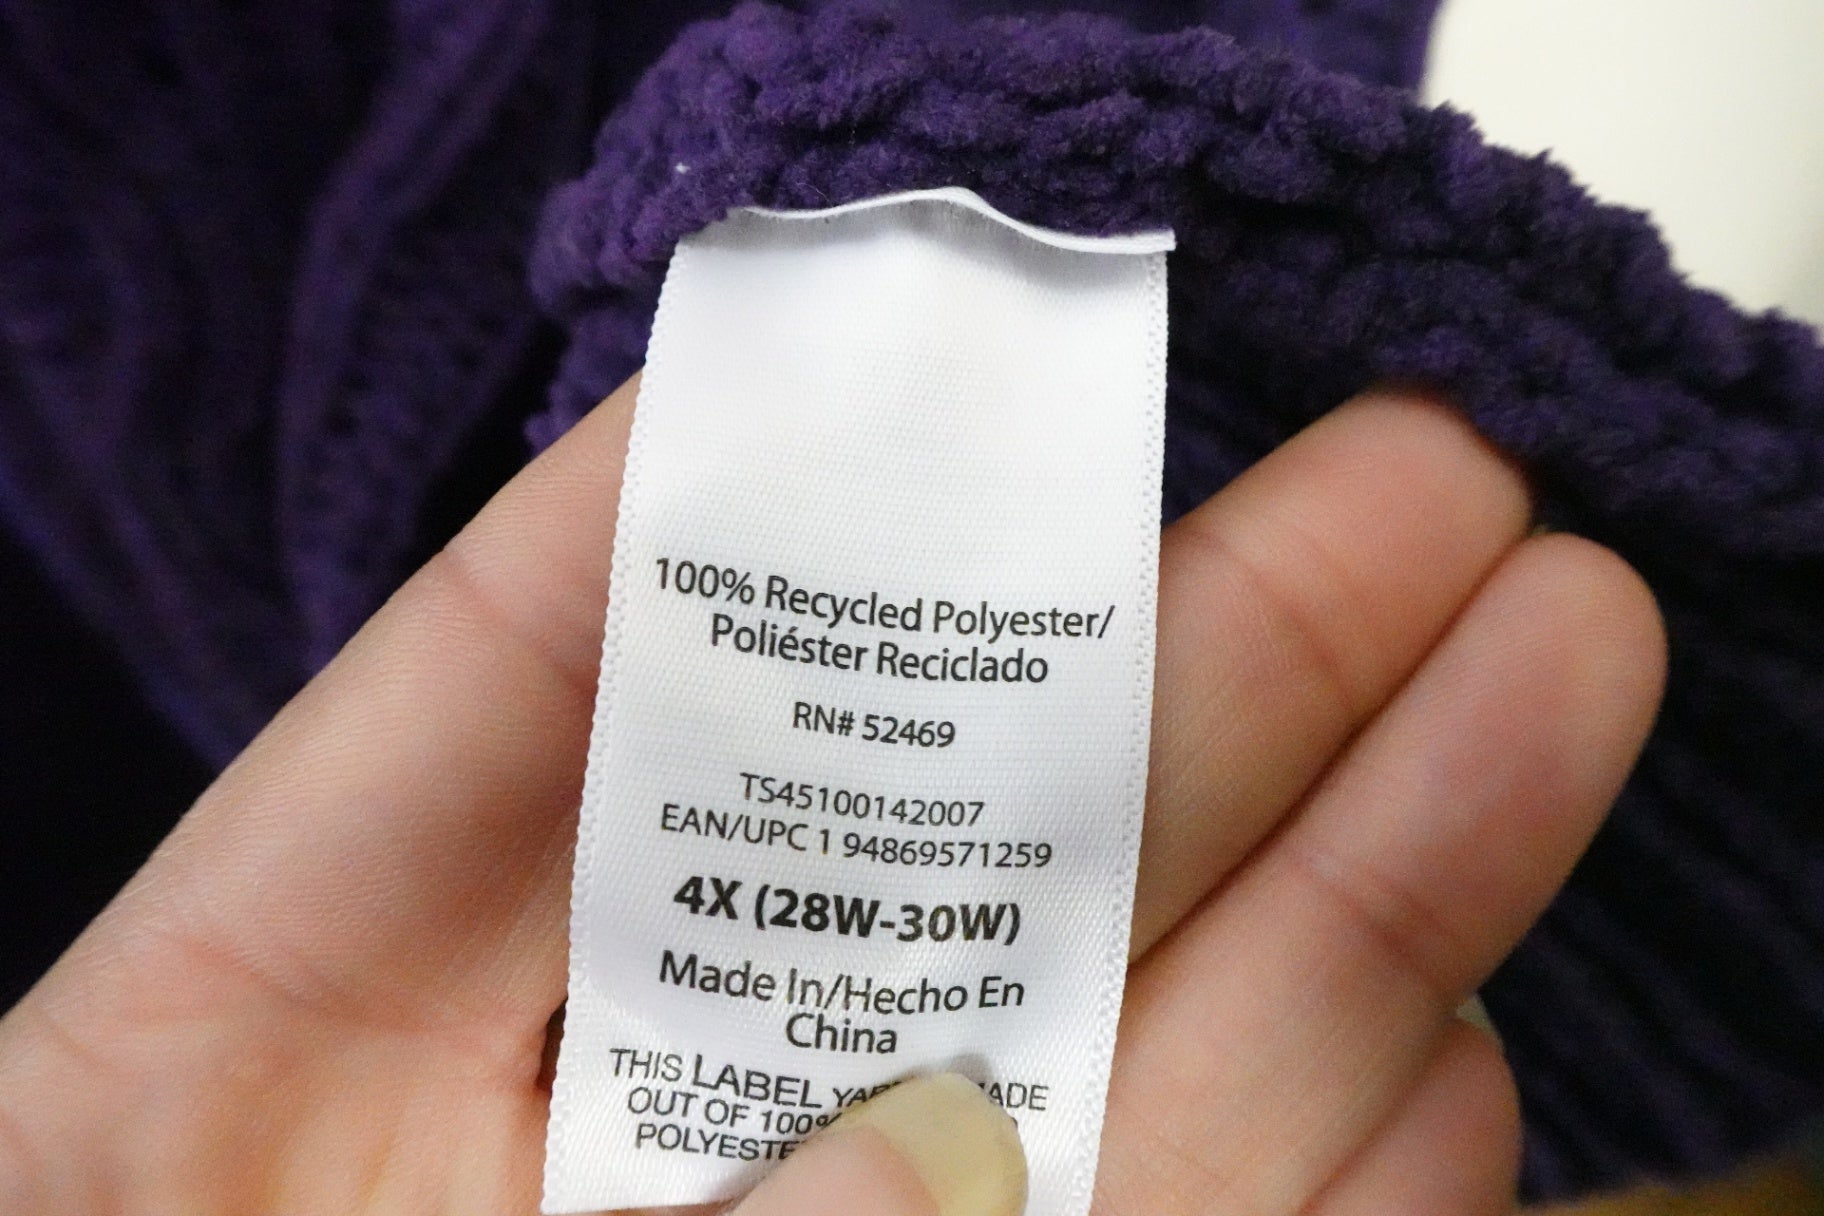 100% Recycled Polyester/
Poliéster Reciclado
RN# 52469
TS45100142007
EAN/UPC 1 94869571259
4X (28W-30W)
Made In/Hecho En
China
THIS LABEL
OUT OF 100%